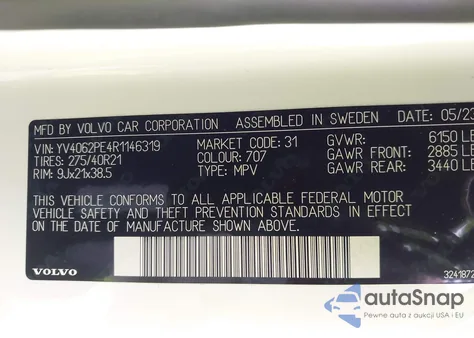 MFD BY VOLVO CAR CORPORATION ASSEMBLED IN SWEDEN DATE: 05/23
VIN: YV4062PE4R1146319 MARKET CODE: 31 GVWR: 6150 LB
TIRES: 275/40R21 COLOUR: 707 GAWR FRONT: 2885 LB
RIM: 9Jx21x38.5 TYPE: MPV GAWR REAR: 3440 LB
THIS VEHICLE CONFORMS TO ALL APPLICABLE FEDERAL MOTOR
VEHICLE SAFETY AND THEFT PREVENTION STANDARDS IN EFFECT
ON THE DATE OF MANUFACTURE SHOWN ABOVE.
VOLVO
3241872
autoSnap
Pewne auta z aukcji USA i EU